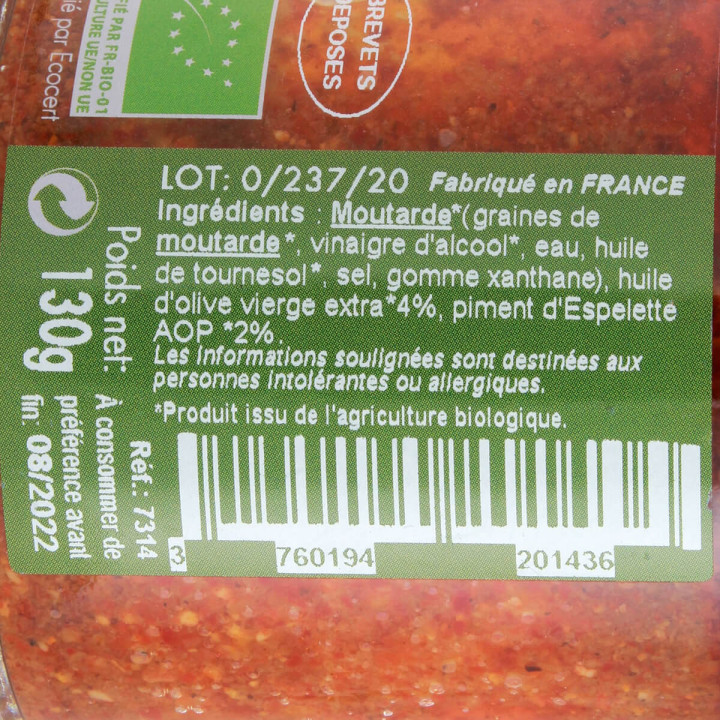 BREVETS
DEPOSES
FIÉ PAR FR-BIO-01
ULTURE UE/NON UE
ié par Ecocert
LOT: 0/237/20 Fabriqué en FRANCE
Ingrédients : Moutarde*(graines de
moutarde*, vinaigre d'alcool*, eau, huile
de tournesol*, sel, gomme xanthane), huile
d'olive vierge extra*4%, piment d'Espelette
AOP *2%.
Les informations soulignées sont destinées aux
personnes intolérantes ou allergiques.
*Produit issu de l'agriculture biologique.
Poids net:
130g
Réf.: 7314
À consommer de
préférence avant
fin: 08/2022
3 760194 201436